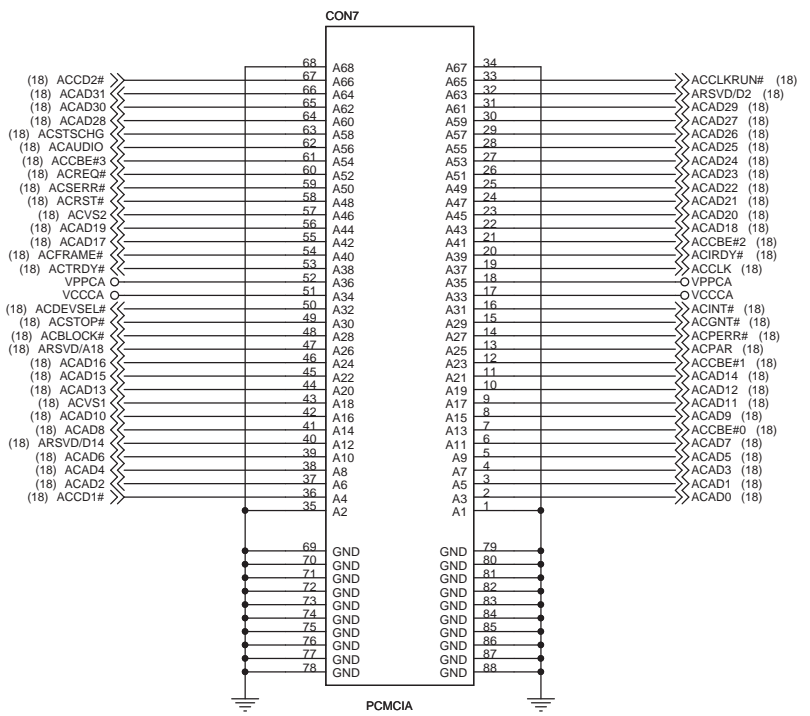 CON7
68 A68 A67 34
(18) ACCD2# 67 A66 A65 33 ACCLKRUN# (18)
(18) ACAD31 66 A64 A63 32 ARSVD/D2 (18)
(18) ACAD30 65 A62 A61 31 ACAD29 (18)
(18) ACAD28 64 A60 A59 30 ACAD27 (18)
(18) ACSTSCHG 63 A58 A57 29 ACAD26 (18)
(18) ACAUDIO 62 A56 A55 28 ACAD25 (18)
(18) ACCBE#3 61 A54 A53 27 ACAD24 (18)
(18) ACREQ# 60 A52 A51 26 ACAD23 (18)
(18) ACSERR# 59 A50 A49 25 ACAD22 (18)
(18) ACRST# 58 A48 A47 24 ACAD21 (18)
(18) ACVS2 57 A46 A45 23 ACAD20 (18)
(18) ACAD19 56 A44 A43 22 ACAD18 (18)
(18) ACAD17 55 A42 A41 21 ACCBE#2 (18)
(18) ACFRAME# 54 A40 A39 20 ACIRDY# (18)
(18) ACTRDY# 53 A38 A37 19 ACCLK (18)
VPPCA 52 A36 A35 18 VPPCA
VCCCA 51 A34 A33 17 VCCCA
(18) ACDEVSEL# 50 A32 A31 16 ACINT# (18)
(18) ACSTOP# 49 A30 A29 15 ACGNT# (18)
(18) ACBLOCK# 48 A28 A27 14 ACPERR# (18)
(18) ARSVD/A18 47 A26 A25 13 ACPAR (18)
(18) ACAD16 46 A24 A23 12 ACCBE#1 (18)
(18) ACAD15 45 A22 A21 11 ACAD14 (18)
(18) ACAD13 44 A20 A19 10 ACAD12 (18)
(18) ACVS1 43 A18 A17 9 ACAD11 (18)
(18) ACAD10 42 A16 A15 8 ACAD9 (18)
(18) ACAD8 41 A14 A13 7 ACCBE#0 (18)
(18) ARSVD/D14 40 A12 A11 6 ACAD7 (18)
(18) ACAD6 39 A10 A9 5 ACAD5 (18)
(18) ACAD4 38 A8 A7 4 ACAD3 (18)
(18) ACAD2 37 A6 A5 3 ACAD1 (18)
(18) ACCD1# 36 A4 A3 2 ACAD0 (18)
35 A2 A1 1
69 GND GND 79
70 GND GND 80
71 GND GND 81
72 GND GND 82
73 GND GND 83
74 GND GND 84
75 GND GND 85
76 GND GND 86
77 GND GND 87
78 GND GND 88
PCMCIA